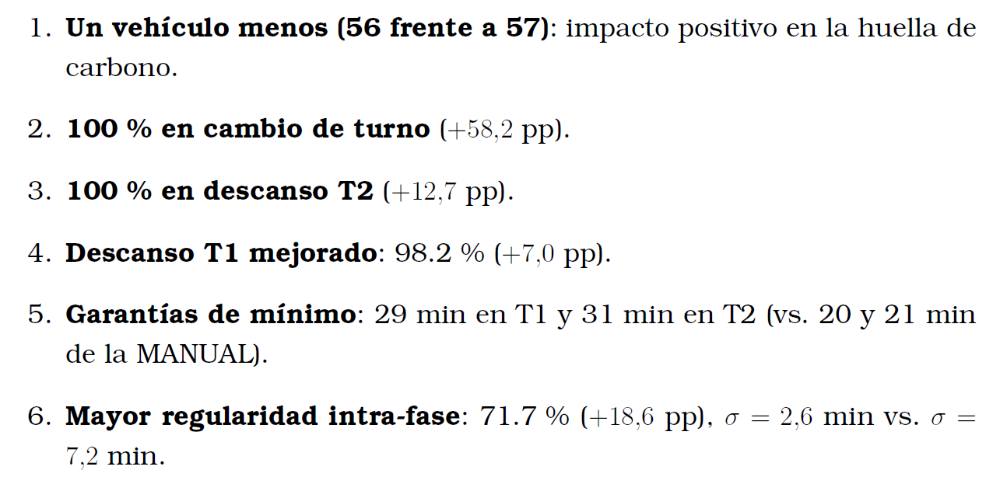 1. Un vehículo menos (56 frente a 57): impacto positivo en la huella de
carbono.
2. 100 % en cambio de turno (+58,2 pp).
3. 100 % en descanso T2 (+12,7 pp).
4. Descanso T1 mejorado: 98.2 % (+7,0 pp).
5. Garantías de mínimo: 29 min en T1 y 31 min en T2 (vs. 20 y 21 min
de la MANUAL).
6. Mayor regularidad intra-fase: 71.7 % (+18,6 pp), σ = 2,6 min vs. σ =
7,2 min.